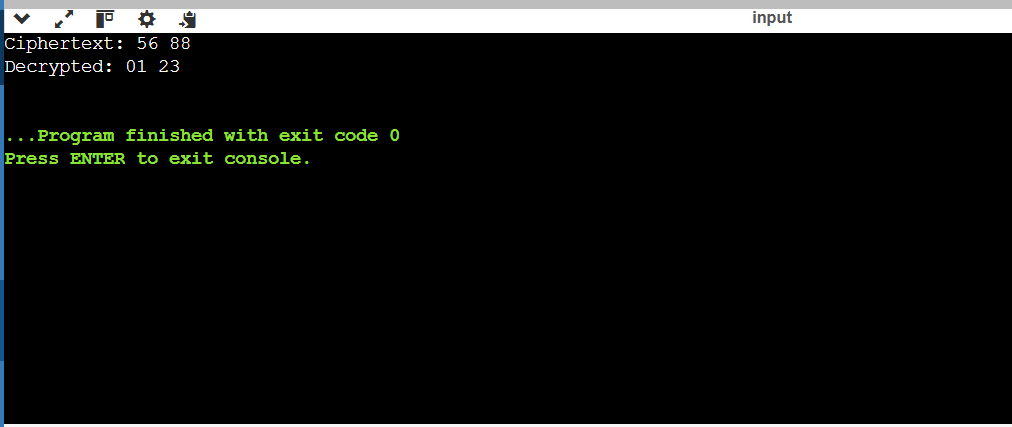 input
Ciphertext: 56 88
Decrypted: 01 23
...Program finished with exit code 0
Press ENTER to exit console.